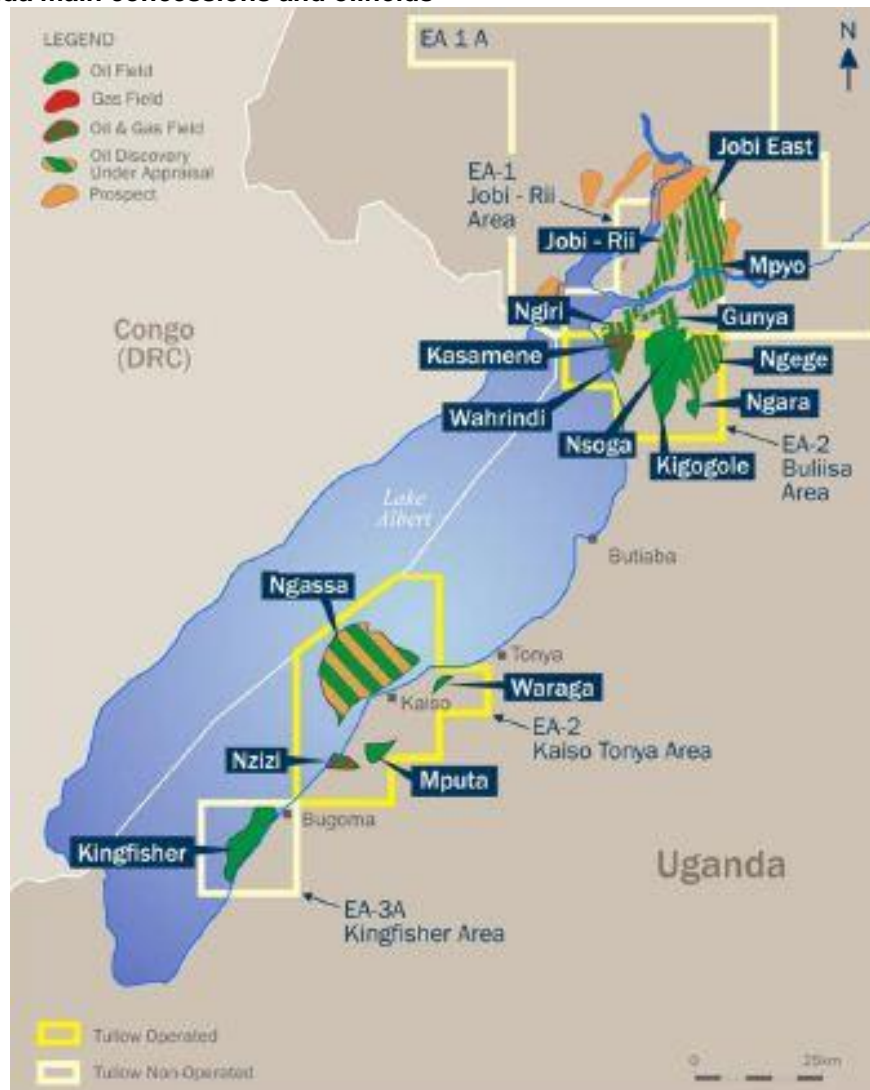 LEGEND
Oil Field
Gas Field
Oil & Gas Field
Oil Discovery
Under Appraisal
Prospect
EA 1 A
N
Jobi East
EA-1
Jobi - Rii
Area
Jobi - Rii
Mpyo
Ngiri
Gunya
Congo
(DRC)
Kasamene
Ngege
Wahrindi
Ngara
Nsoga
Kigogole
EA-2
Buliisa
Area
Lake
Albert
Butiaba
Ngassa
Tonya
Waraga
Kaiso
EA-2
Kaiso Tonya Area
Nzizi
Mputa
Bugoma
Kingfisher
Uganda
EA-3A
Kingfisher Area
Tullow Operated
Tullow Non-Operated
0 25km